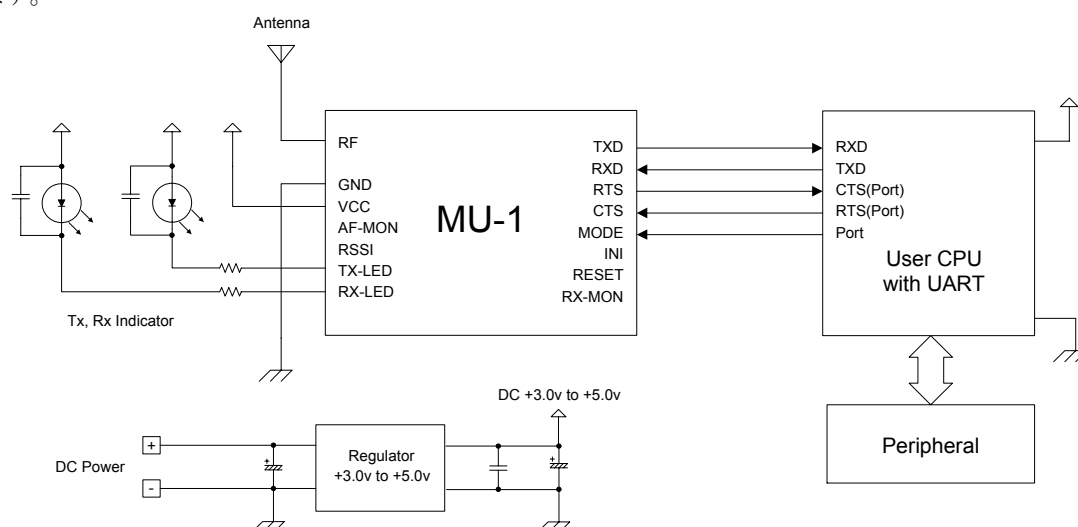 す。
Antenna
RF
GND
VCC
AF-MON
RSSI
TX-LED
RX-LED
MU-1
TXD
RXD
RTS
CTS
MODE
INI
RESET
RX-MON
RXD
TXD
CTS(Port)
RTS(Port)
Port
User CPU
with UART
Tx, Rx Indicator
DC +3.0v to +5.0v
DC Power
+
-
+
Regulator
+3.0v to +5.0v
+
Peripheral